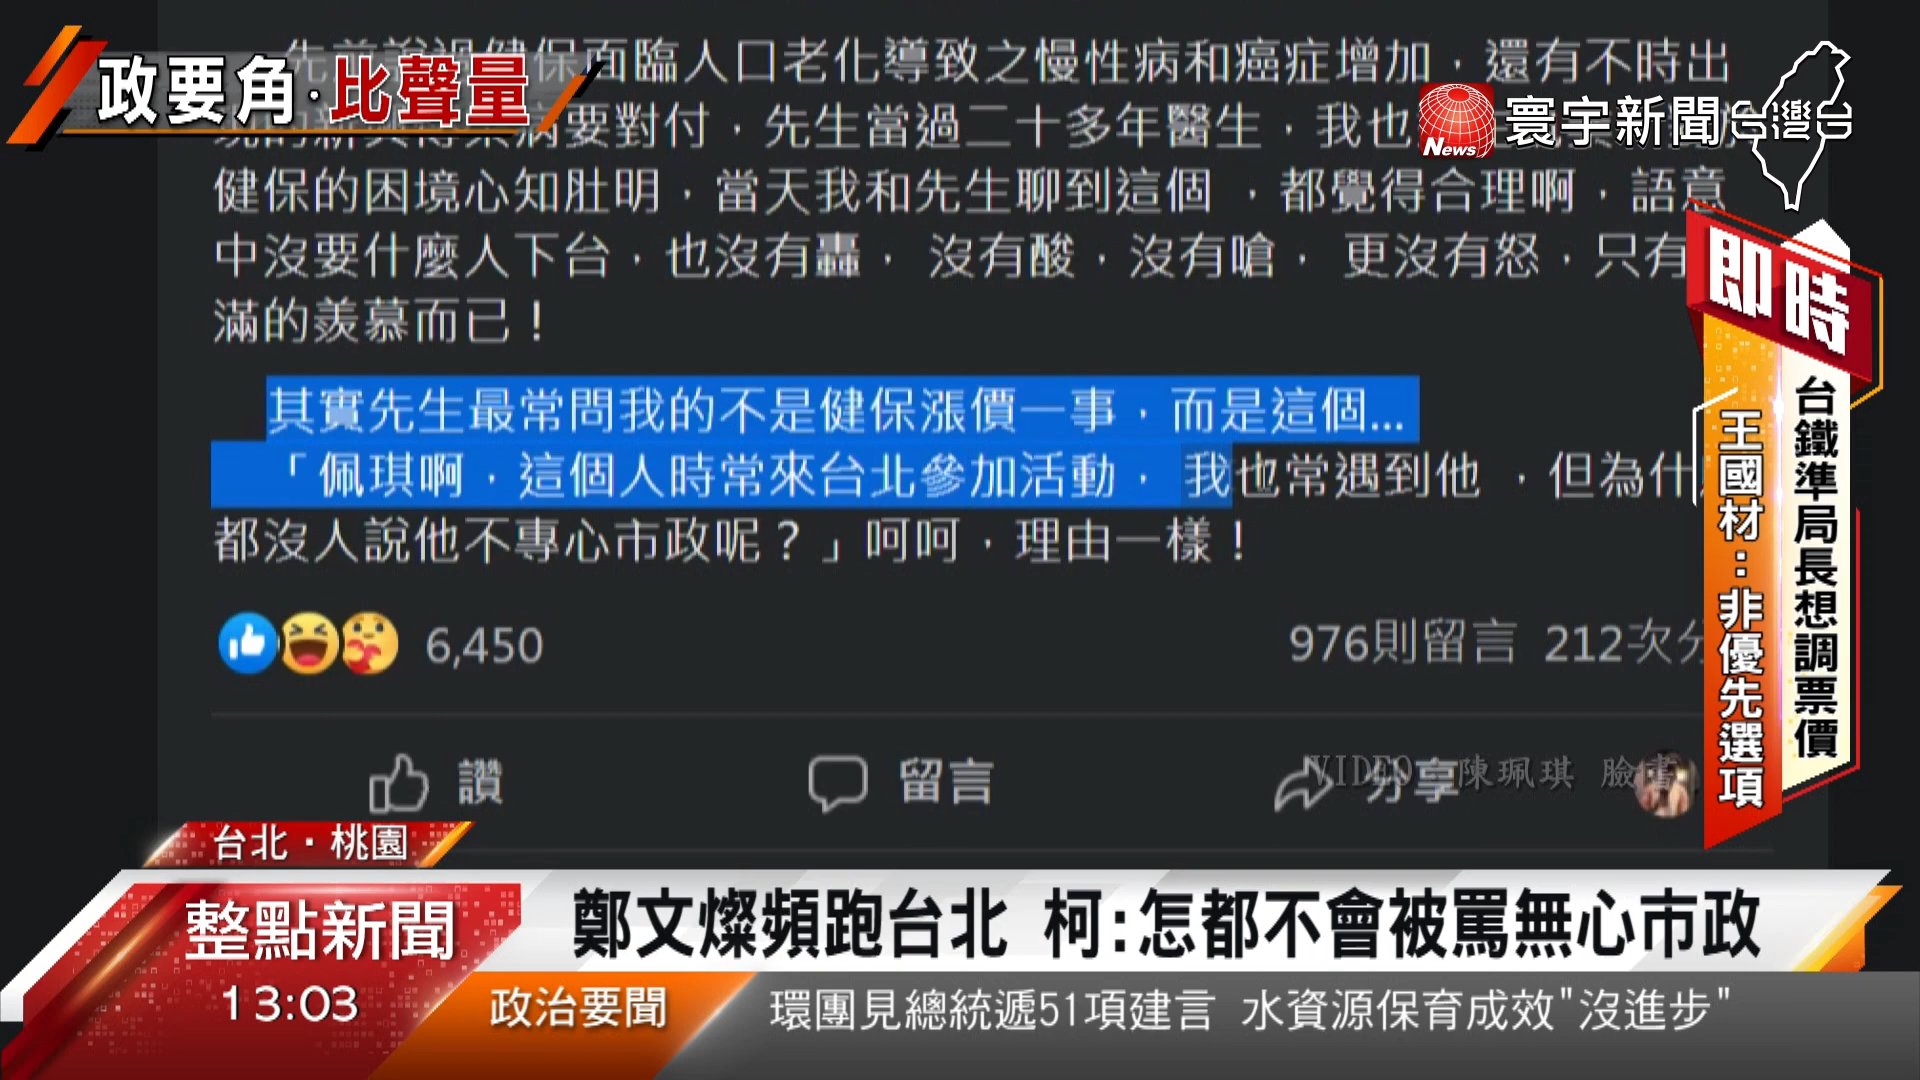 先前說過健保面臨人口老化導致之慢性病和癌症增加，還有不時出
病要對付，先生當過二十多年醫生，我也
健保的困境心知肚明，當天我和先生聊到這個，都覺得合理啊，語意
中沒要什麼人下台，也沒有轟， 沒有酸，沒有嗆， 更沒有怒，只有
滿的羨慕而已！
其實先生最常問我的不是健保漲價一事，而是這個...
「佩琪啊，這個人時常來台北參加活動， 我也常遇到他 ，但為什
都沒人說他不專心市政呢？」呵呵，理由一樣！
6,450
976則留言 212次分
讚
留言
分享
VIDEO：陳珮琪 臉書
政要角·比聲量
News
寰宇新聞
台灣台
即時
台鐵準局長想調票價
王國材：非優先選項
台北·桃園
整點新聞
鄭文燦頻跑台北 柯:怎都不會被罵無心市政
13:03
政治要聞
環團見總統遞51項建言 水資源保育成效"沒進步"